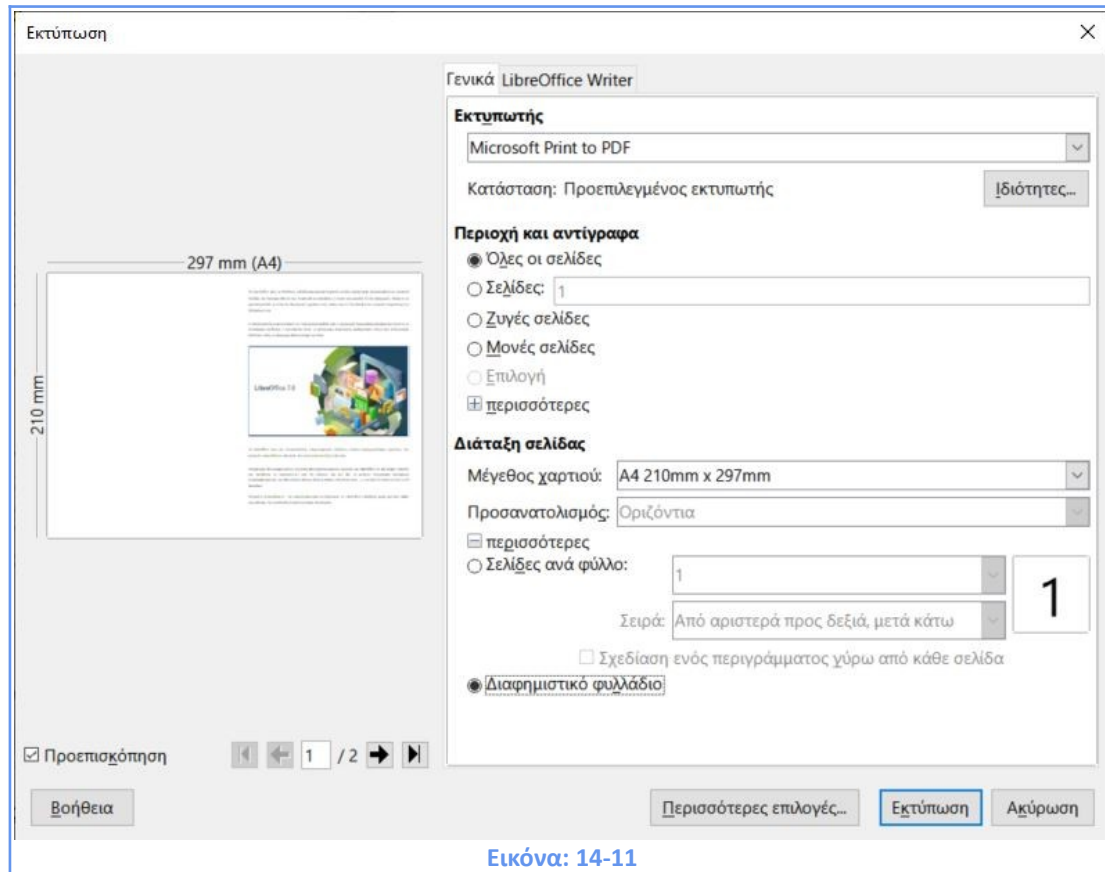 Εκτύπωση
Γενικά LibreOffice Writer
Εκτυπωτής
Microsoft Print to PDF
Κατάσταση: Προεπιλεγμένος εκτυπωτής Ιδιότητες...
Περιοχή και αντίγραφα
Όλες οι σελίδες
Σελίδες: 1
Ζυγές σελίδες
Μονές σελίδες
Επιλογή
περισσότερες
Διάταξη σελίδας
Μέγεθος χαρτιού: A4 210mm x 297mm
Προσανατολισμός: Οριζόντια
περισσότερες
Σελίδες ανά φύλλο: 1
1
Σειρά: Από αριστερά προς δεξιά, μετά κάτω
Σχεδίαση ενός περιγράμματος γύρω από κάθε σελίδα
Διαφημιστικό φυλλάδιο
297 mm (A4)
210 mm
LibreOffice 7.0
Προεπισκόπηση 1 / 2
Βοήθεια Περισσότερες επιλογές... Εκτύπωση Ακύρωση
Εικόνα: 14-11